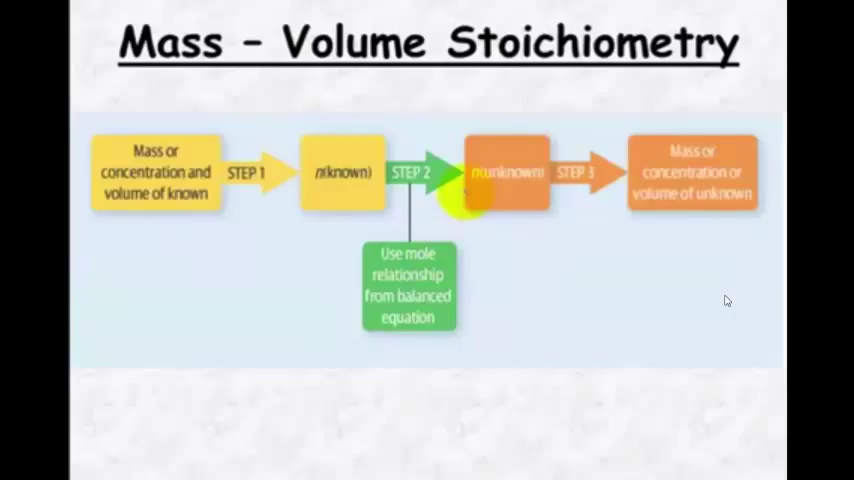 Mass – Volume Stoichiometry
Mass or
concentration and
volume of known
STEP 1
n(known)
STEP 2
n(unknown)
STEP 3
Mass or
concentration or
volume of unknown
Use mole
relationship
from balanced
equation